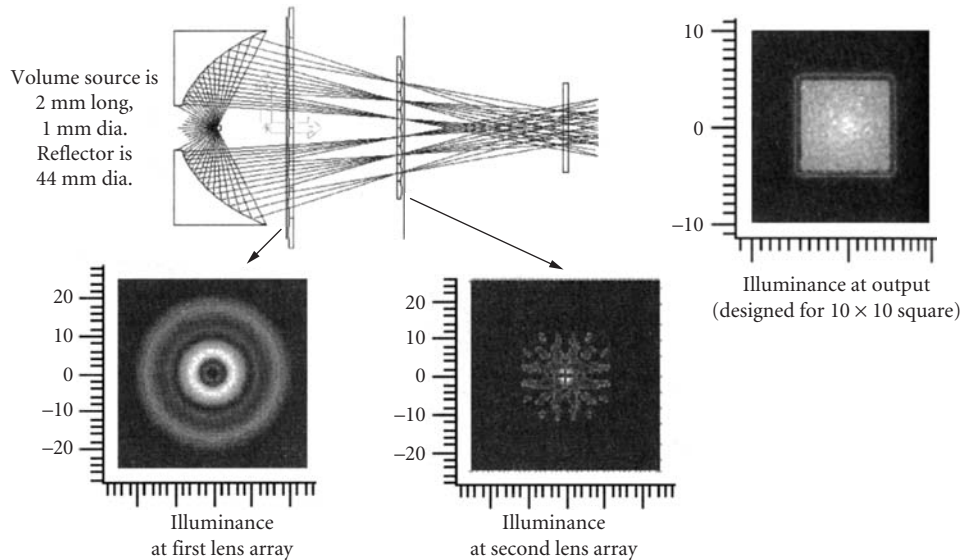 Volume source is
2 mm long,
1 mm dia.
Reflector is
44 mm dia.
10
0
−10
Illuminance at output
(designed for 10 × 10 square)
20
10
0
−10
−20
Illuminance
at first lens array
20
10
0
−10
−20
Illuminance
at second lens array